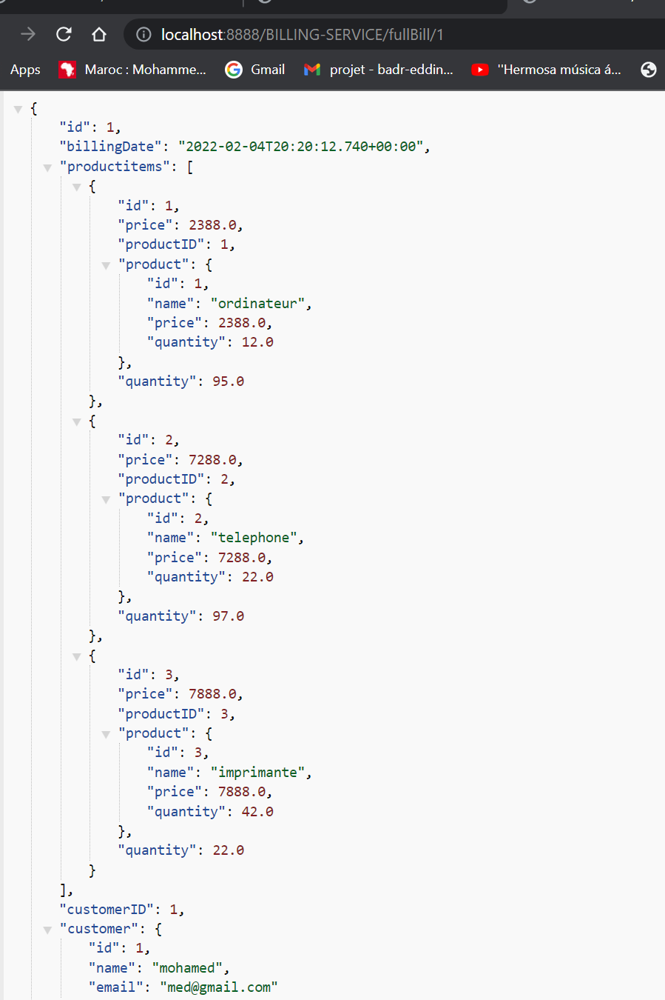 localhost:8888/BILLING-SERVICE/fullBill/1
Apps Maroc : Mohamme... Gmail projet - badr-eddin... "Hermosa música á...
{
"id": 1,
"billingDate": "2022-02-04T20:20:12.740+00:00",
"productitems": [
{
"id": 1,
"price": 2388.0,
"productID": 1,
"product": {
"id": 1,
"name": "ordinateur",
"price": 2388.0,
"quantity": 12.0
},
"quantity": 95.0
},
{
"id": 2,
"price": 7288.0,
"productID": 2,
"product": {
"id": 2,
"name": "telephone",
"price": 7288.0,
"quantity": 22.0
},
"quantity": 97.0
},
{
"id": 3,
"price": 7888.0,
"productID": 3,
"product": {
"id": 3,
"name": "imprimante",
"price": 7888.0,
"quantity": 42.0
},
"quantity": 22.0
}
],
"customerID": 1,
"customer": {
"id": 1,
"name": "mohamed",
"email": "med@gmail.com"